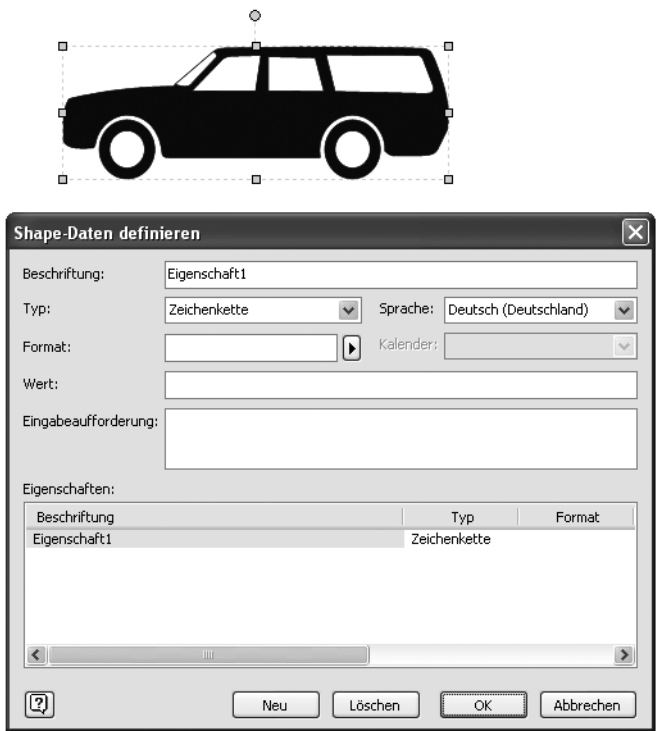 Shape-Daten definieren
Beschriftung: Eigenschaft1
Typ: Zeichenkette Sprache: Deutsch (Deutschland)
Format: Kalender:
Wert:
Eingabeaufforderung:
Eigenschaften:
Beschriftung Typ Format
Eigenschaft1 Zeichenkette
Neu Löschen OK Abbrechen